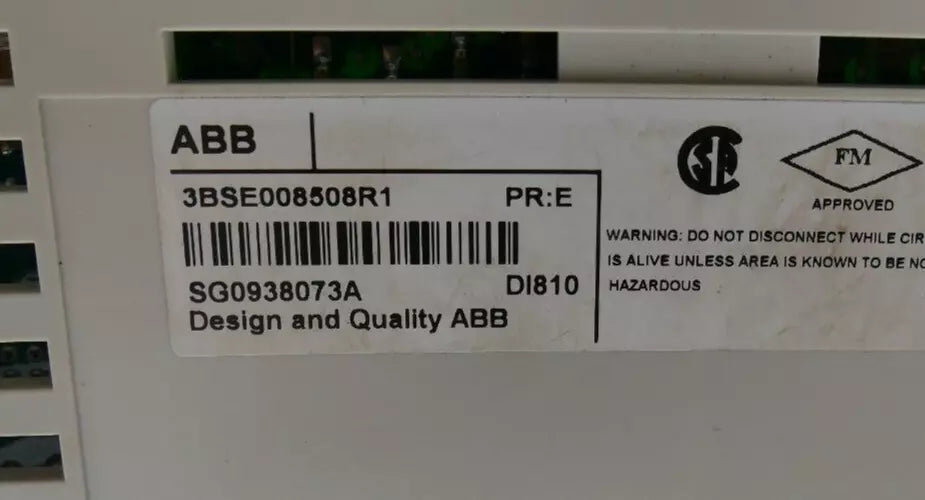 ABB
3BSE008508R1 PR:E
SG0938073A DI810
Design and Quality ABB
FM
APPROVED
WARNING: DO NOT DISCONNECT WHILE CIR
IS ALIVE UNLESS AREA IS KNOWN TO BE NO
HAZARDOUS